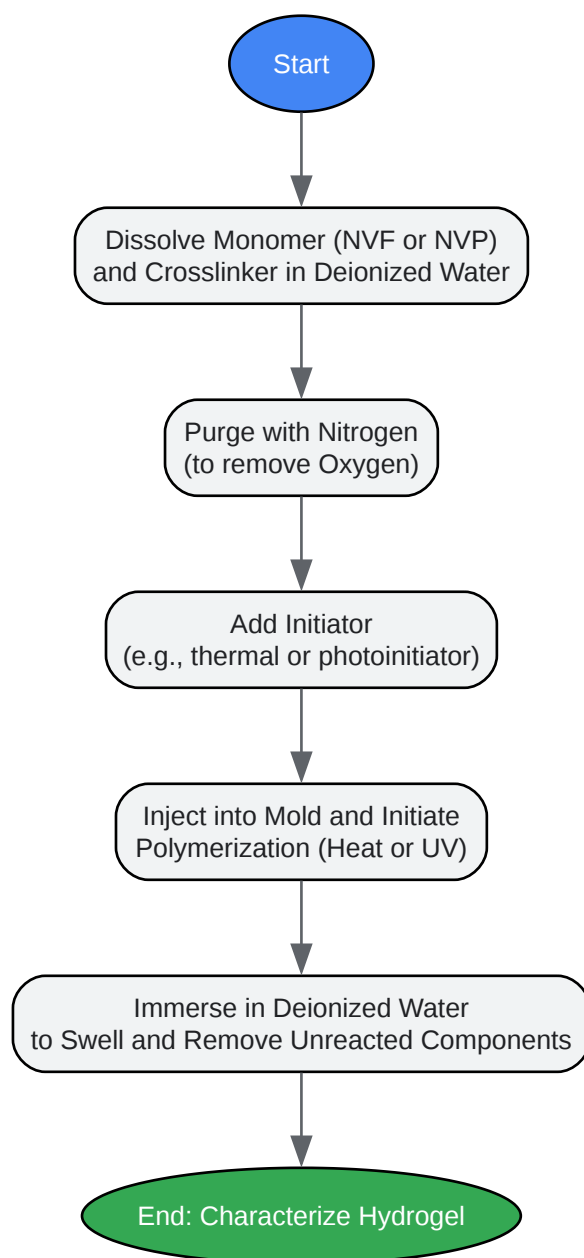 Start
Dissolve Monomer (NVF or NVP)
and Crosslinker in Deionized Water
Purge with Nitrogen
(to remove Oxygen)
Add Initiator
(e.g., thermal or photoinitiator)
Inject into Mold and Initiate
Polymerization (Heat or UV)
Immerse in Deionized Water
to Swell and Remove Unreacted Components
End: Characterize Hydrogel